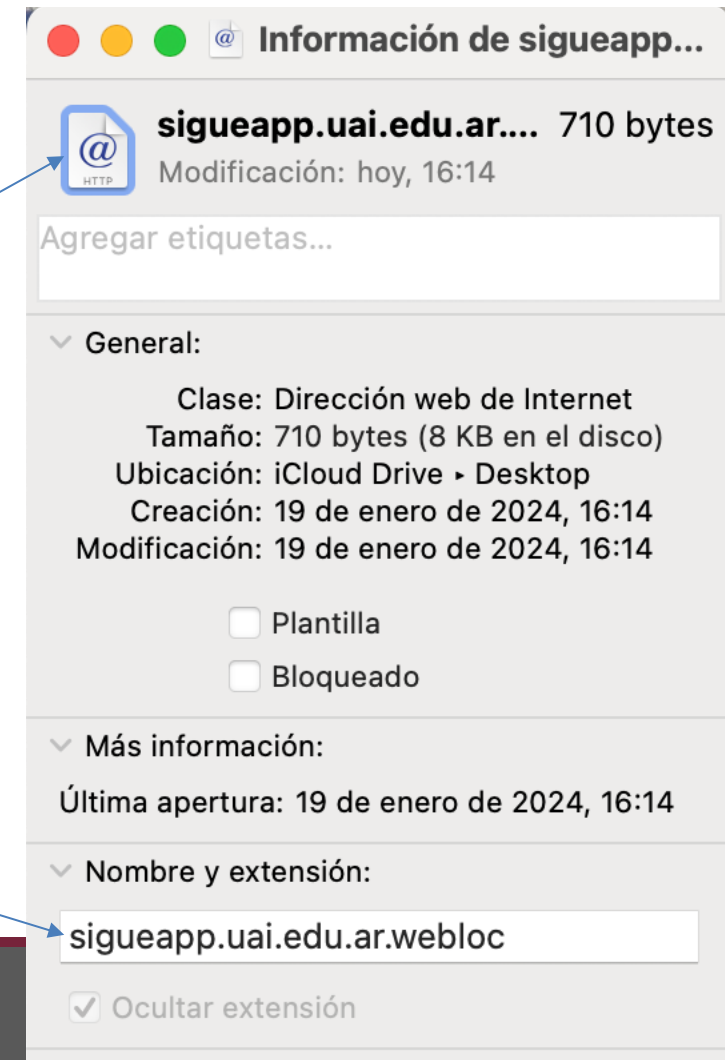 Información de sigueapp...
sigueapp.uai.edu.ar.... 710 bytes
Modificación: hoy, 16:14
@
HTTP
Agregar etiquetas...
General:
Clase: Dirección web de Internet
Tamaño: 710 bytes (8 KB en el disco)
Ubicación: iCloud Drive ▸ Desktop
Creación: 19 de enero de 2024, 16:14
Modificación: 19 de enero de 2024, 16:14
Plantilla
Bloqueado
Más información:
Última apertura: 19 de enero de 2024, 16:14
Nombre y extensión:
sigueapp.uai.edu.ar.webloc
Ocultar extensión